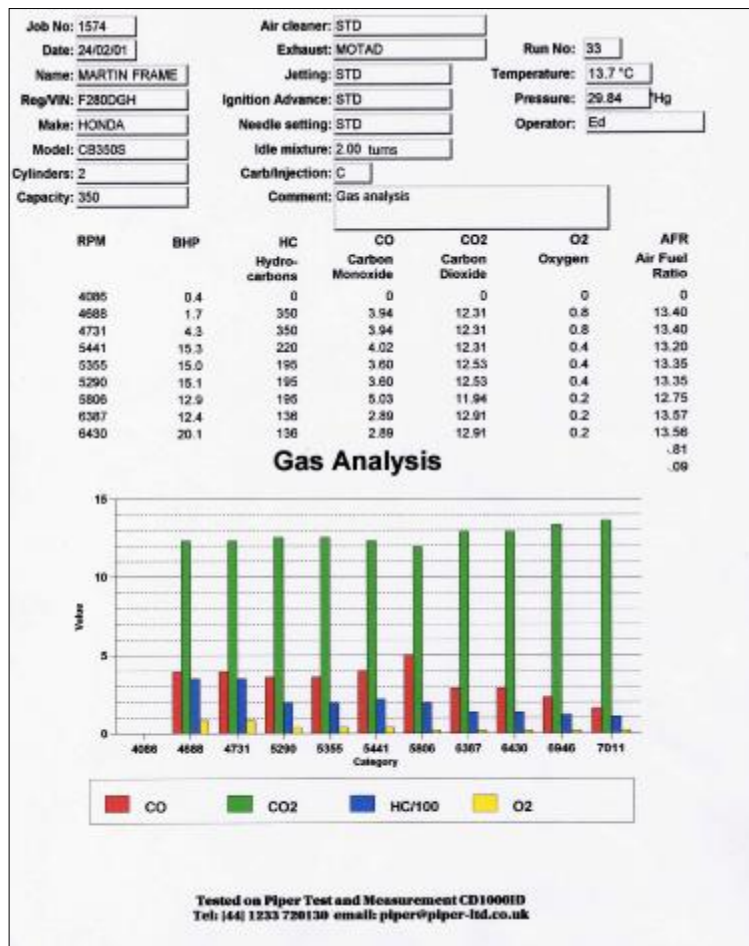 Job No: 1574 Air cleaner: STD
Date: 24/02/01 Exhaust: MOTAD Run No: 33
Name: MARTIN FRAME Jetting: STD Temperature: 13.7 °C
Reg/VIN: F280DGH Ignition Advance: STD Pressure: 29.84 "Hg
Make: HONDA Needle setting: STD Operator: Ed
Model: CB350S Idle mixture: 2.00 turns
Cylinders: 2 Carb/Injection: C
Capacity: 350 Comment: Gas analysis
RPM BHP HC CO CO2 O2 AFR
Hydro- Carbon Carbon Oxygen Air Fuel
carbons Monoxide Dioxide Ratio
4086 0.4 0 0 0 0 0
4688 1.7 350 3.94 12.31 0.8 13.40
4731 4.3 350 3.94 12.31 0.8 13.40
5441 15.3 220 4.02 12.31 0.4 13.20
5355 15.0 195 3.60 12.53 0.4 13.35
5290 15.1 195 3.60 12.53 0.4 13.35
5806 12.9 195 5.03 11.94 0.2 12.75
6387 12.4 136 2.89 12.91 0.2 13.57
6430 20.1 136 2.89 12.91 0.2 13.56
.81
Gas Analysis
.09
15
10
Value
5
0
4086 4688 4731 5290 5355 5441 5806 6387 6430 6946 7011
Category
CO CO2 HC/100 O2
Tested on Piper Test and Measurement CD1000ID
Tel: [44] 1233 720130 email: piper@piper-ltd.co.uk